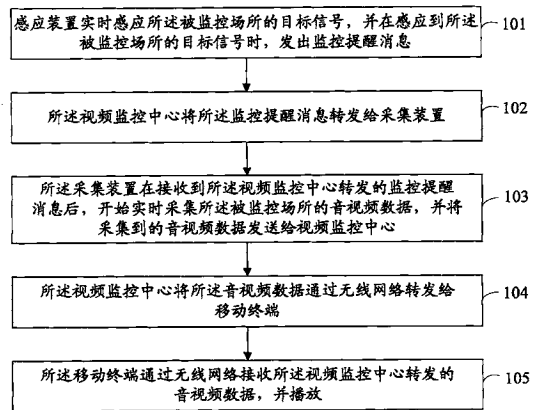 感应装置实时感应所述被监控场所的目标信号，并在感应到所述
被监控场所的目标信号时，发出监控提醒消息
101
所述视频监控中心将所述监控提醒消息转发给采集装置
102
所述采集装置在接收到所述视频监控中心转发的监控提醒
消息后，开始实时采集所述被监控场所的音视频数据，并将
采集到的音视频数据发送给视频监控中心
103
所述视频监控中心将所述音视频数据通过无线网络转发给
移动终端
104
所述移动终端通过无线网络接收所述视频监控中心转发的
音视频数据，并播放
105